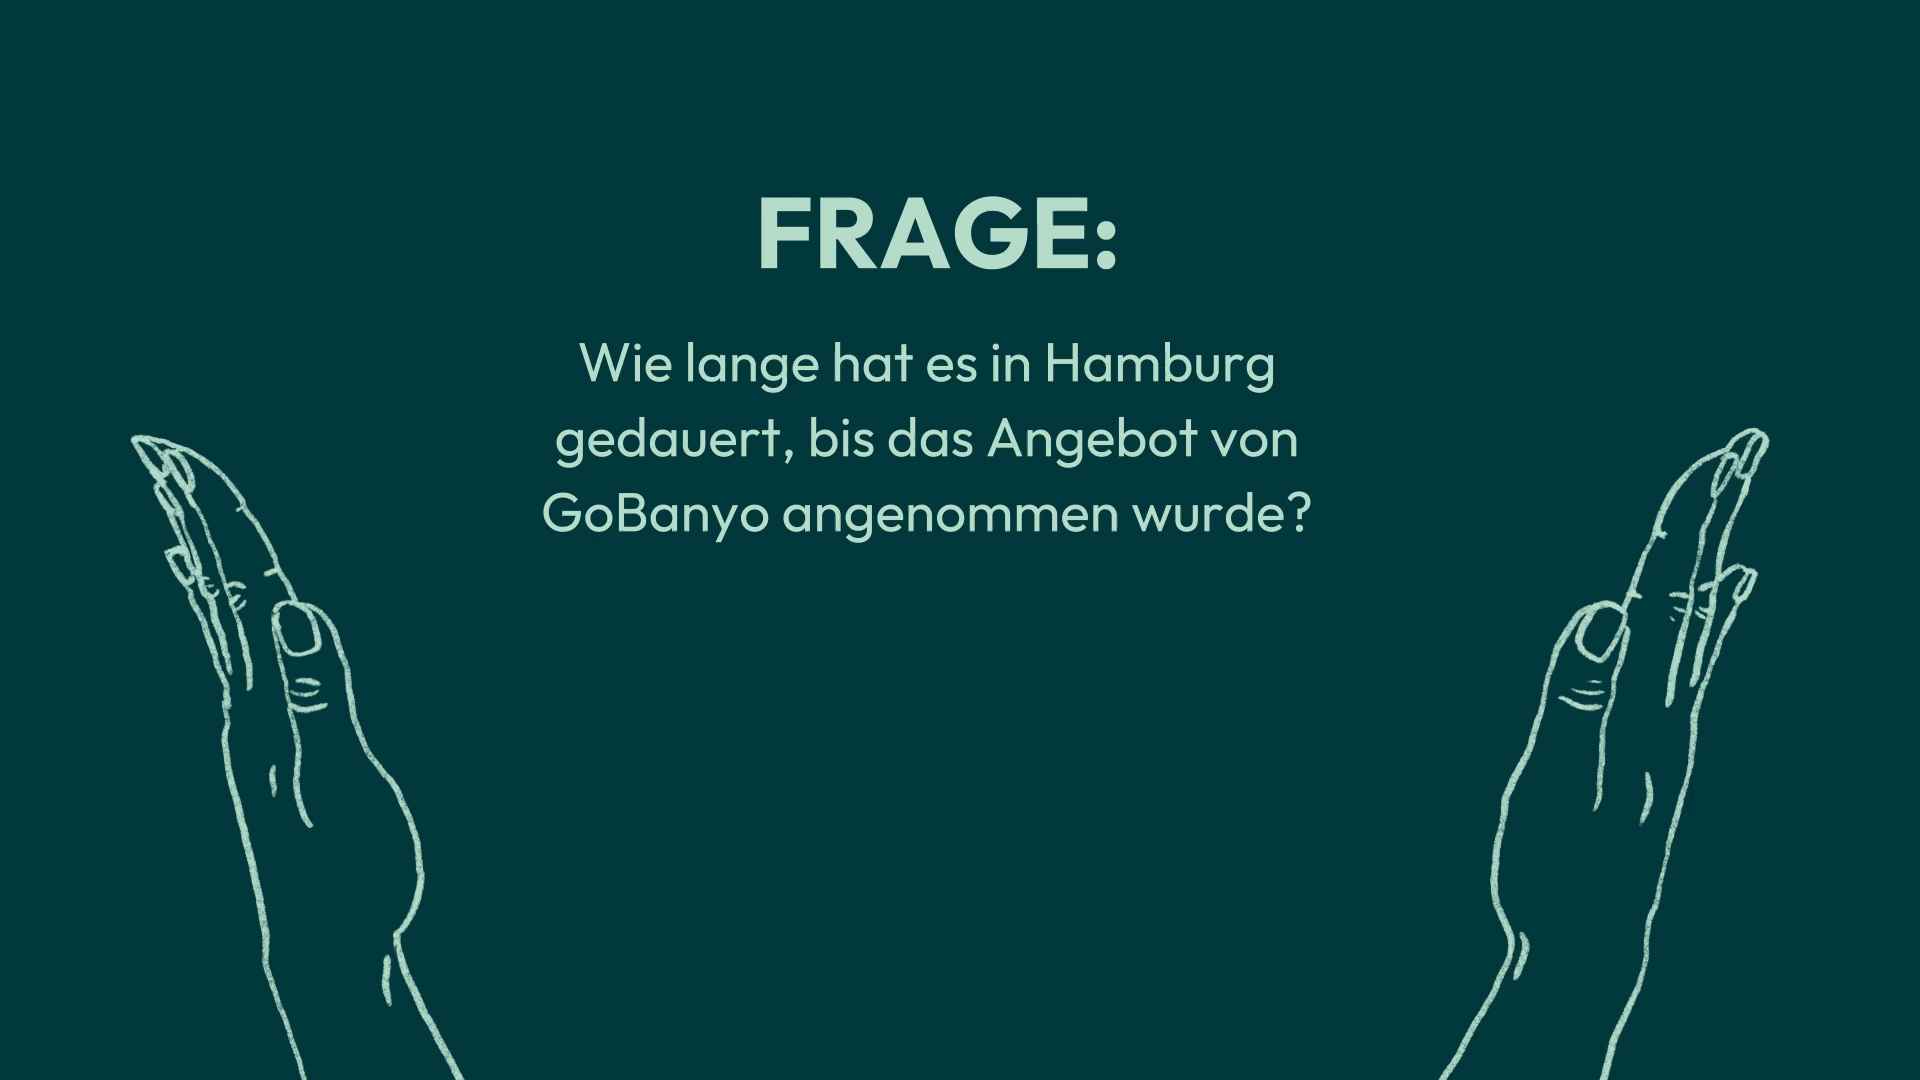 FRAGE:
Wie lange hat es in Hamburg
gedauert, bis das Angebot von
GoBanyo angenommen wurde?